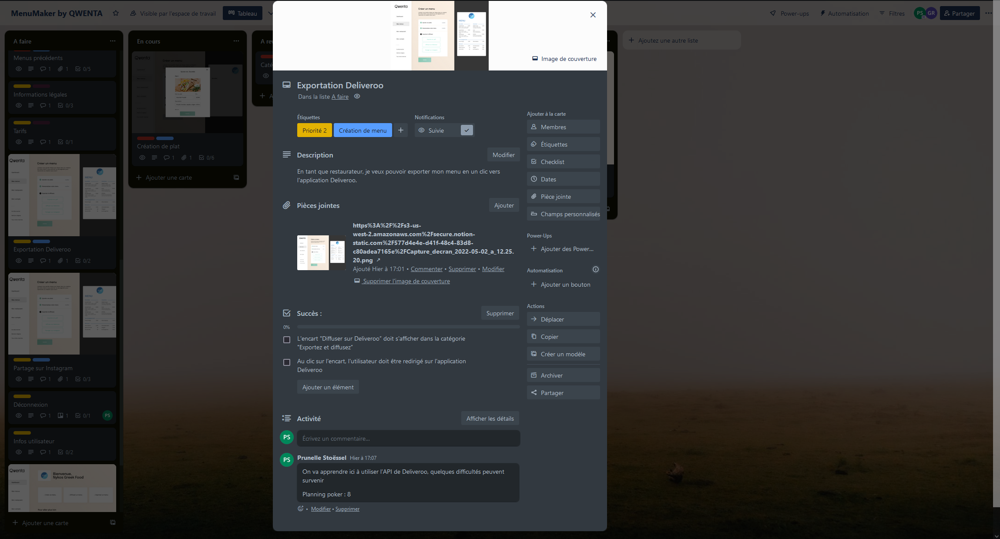 MenuMaker by QWENTA
Visible par l'espace de travail
Tableau
Power-ups
Automatisation
Filtres
PS
GR
Partager
A faire
Menus précédents
1
1
0/5
Informations légales
1
0/3
Tarifs
1
0/1
Qwenta
Créer un menu
MENU
Exportation Deliveroo
1
1
0/2
Qwenta
Créer un menu
MENU
Partage sur Instagram
1
1
0/3
Déconnexion
1
1
0/1
PS
Infos utilisateur
1
0/2
Qwenta
Bienvenue,
Nykos Greek Food
Pour aller plus loin
Ajouter une carte
En cours
Qwenta
Création de plat
1
1
0/6
Ajouter une carte
A re
Caté
A
Ajoutez une autre liste
Qwenta
Créer un menu
MENU
Image de couverture
Exportation Deliveroo
Dans la liste A faire
Étiquettes
Priorité 2
Création de menu
Notifications
Suivie
Description
Modifier
En tant que restaurateur, je veux pouvoir exporter mon menu en un clic vers
l'application Deliveroo.
Pièces jointes
Ajouter
https%3A%2F%2Fs3-us-
west-2.amazonaws.com%2Fsecure.notion-
static.com%2F577d4e4e-d41f-48c4-83d8-
c80adea7165e%2FCapture_decran_2022-05-02_a_12.25.
20.png ↗
Ajouté Hier à 17:01 • Commenter • Supprimer • Modifier
Supprimer l'image de couverture
Succès :
Supprimer
0%
L'encart "Diffuser sur Deliveroo" doit s'afficher dans la catégorie
"Exportez et diffusez"
Au clic sur l'encart, l'utilisateur doit être redirigé sur l'application
Deliveroo
Ajouter un élément
Activité
Afficher les détails
PS
Écrivez un commentaire…
PS
Prunelle Stoëssel Hier à 17:07
On va apprendre ici à utiliser l'API de Deliveroo, quelques difficultés peuvent
survenir
Planning poker : 8
• Modifier • Supprimer
Ajouter à la carte
Membres
Étiquettes
Checklist
Dates
Pièce jointe
Champs personnalisés
Power-Ups
Ajouter des Power...
Automatisation
Ajouter un bouton
Actions
Déplacer
Copier
Créer un modèle
Archiver
Partager